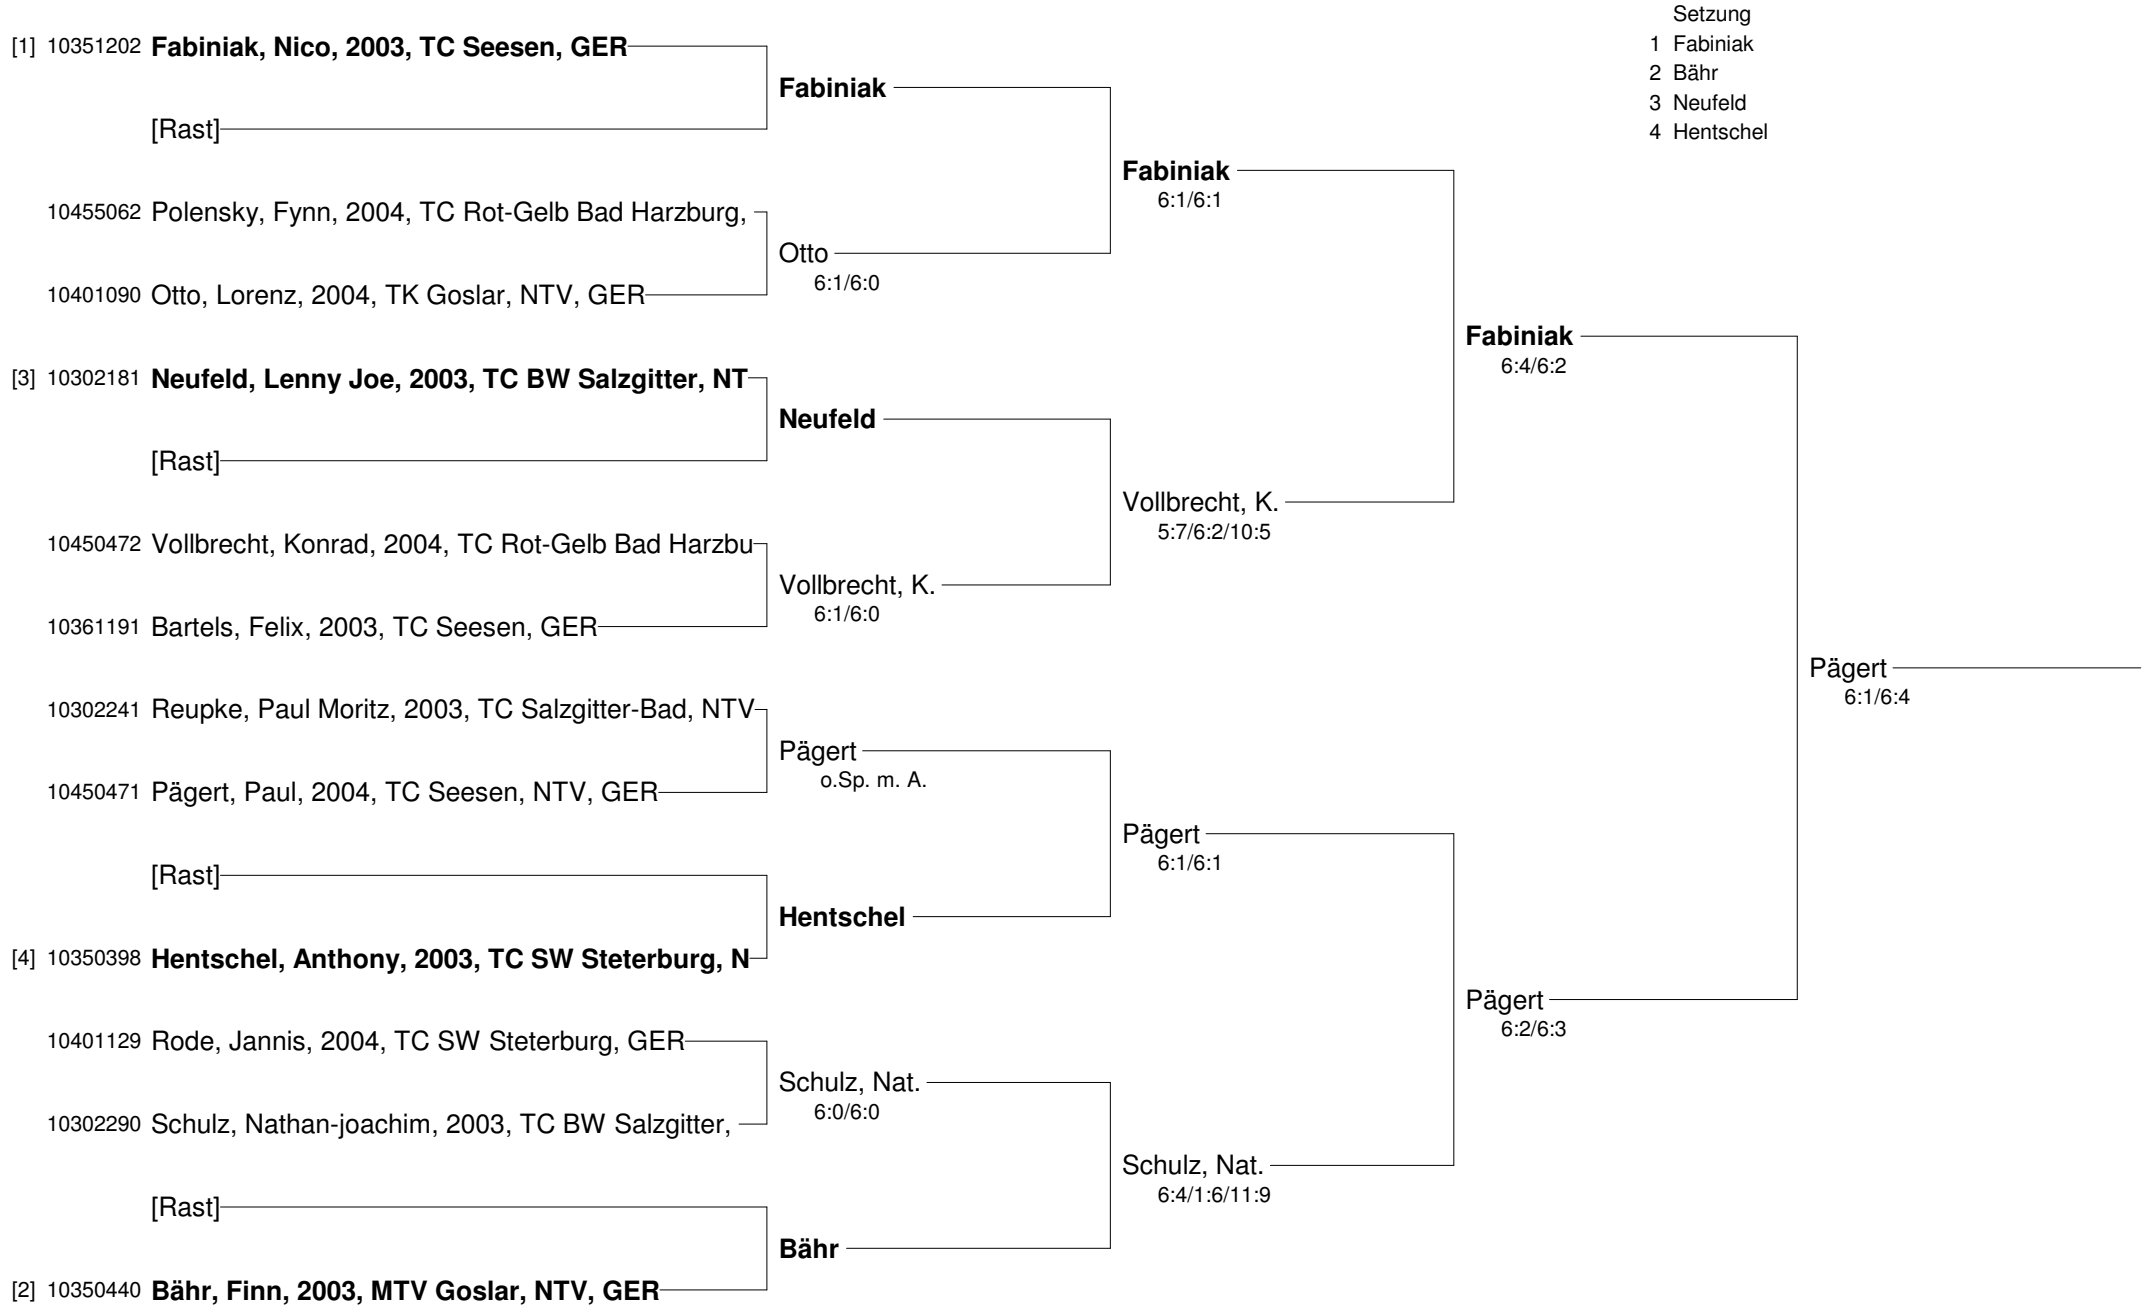 Setzung
1 Fabiniak
2 Bähr
3 Neufeld
4 Hentschel
[1] 10351202 Fabiniak, Nico, 2003, TC Seesen, GER
Fabiniak
[Rast]
Fabiniak
6:1/6:1
10455062 Polensky, Fynn, 2004, TC Rot-Gelb Bad Harzburg,
Otto
6:1/6:0
10401090 Otto, Lorenz, 2004, TK Goslar, NTV, GER
Fabiniak
6:4/6:2
[3] 10302181 Neufeld, Lenny Joe, 2003, TC BW Salzgitter, NT
Neufeld
[Rast]
Vollbrecht, K.
5:7/6:2/10:5
10450472 Vollbrecht, Konrad, 2004, TC Rot-Gelb Bad Harzbu
Vollbrecht, K.
6:1/6:0
10361191 Bartels, Felix, 2003, TC Seesen, GER
Pägert
6:1/6:4
10302241 Reupke, Paul Moritz, 2003, TC Salzgitter-Bad, NTV
Pägert
o.Sp. m. A.
10450471 Pägert, Paul, 2004, TC Seesen, NTV, GER
Pägert
6:1/6:1
[Rast]
Hentschel
[4] 10350398 Hentschel, Anthony, 2003, TC SW Steterburg, N
Pägert
6:2/6:3
10401129 Rode, Jannis, 2004, TC SW Steterburg, GER
Schulz, Nat.
6:0/6:0
10302290 Schulz, Nathan-joachim, 2003, TC BW Salzgitter,
Schulz, Nat.
6:4/1:6/11:9
[Rast]
Bähr
[2] 10350440 Bähr, Finn, 2003, MTV Goslar, NTV, GER